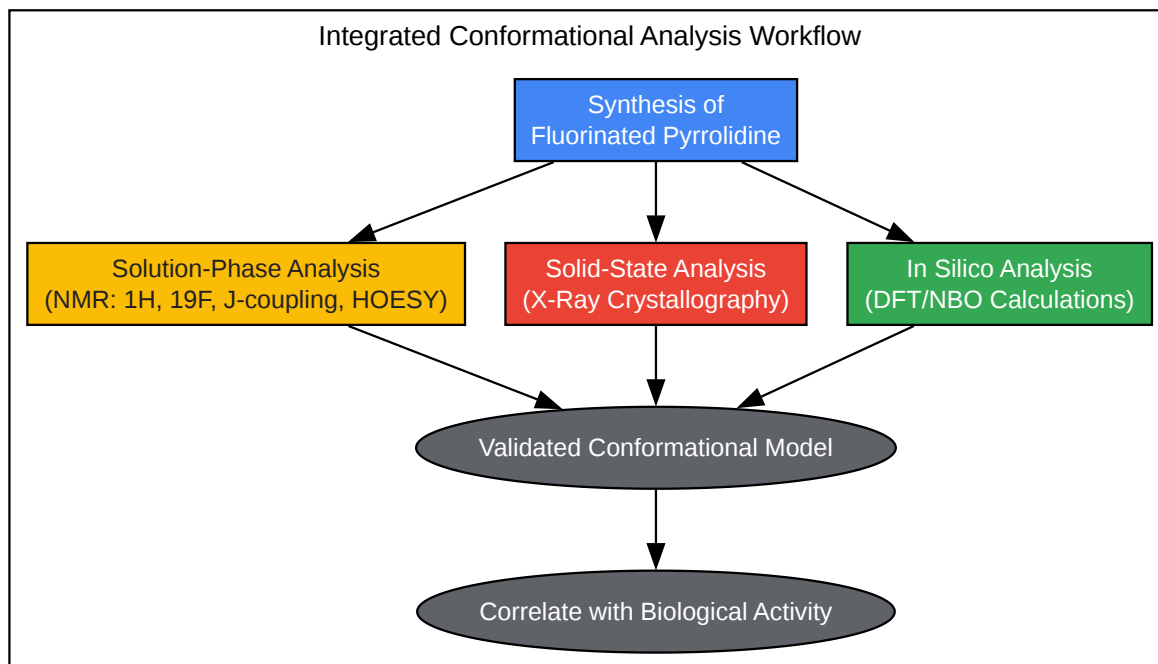 Integrated Conformational Analysis Workflow
Synthesis of
Fluorinated Pyrrolidine
Solution-Phase Analysis
(NMR: 1H, 19F, J-coupling, HOESY)
Solid-State Analysis
(X-Ray Crystallography)
In Silico Analysis
(DFT/NBO Calculations)
Validated Conformational Model
Correlate with Biological Activity